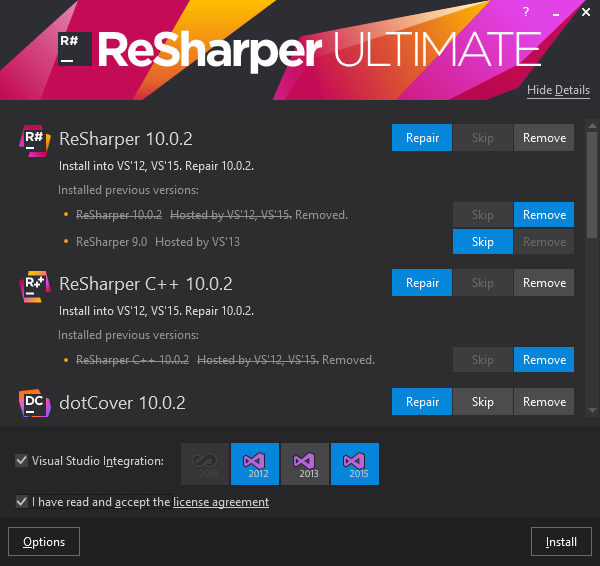 ?
R# ReSharper ULTIMATE
Hide Details
R# ReSharper 10.0.2 Repair Skip Remove
Install into VS'12, VS'15. Repair 10.0.2.
Installed previous versions:
ReSharper 10.0.2 Hosted by VS'12, VS'15. Removed. Skip Remove
ReSharper 9.0 Hosted by VS'13 Skip Remove
R++ ReSharper C++ 10.0.2 Repair Skip Remove
Install into VS'12, VS'15. Repair 10.0.2.
Installed previous versions:
ReSharper C++ 10.0.2 Hosted by VS'12, VS'15. Removed. Skip Remove
DC dotCover 10.0.2 Repair Skip Remove
Visual Studio Integration: 2010 2012 2013 2015
I have read and accept the license agreement
Options Install